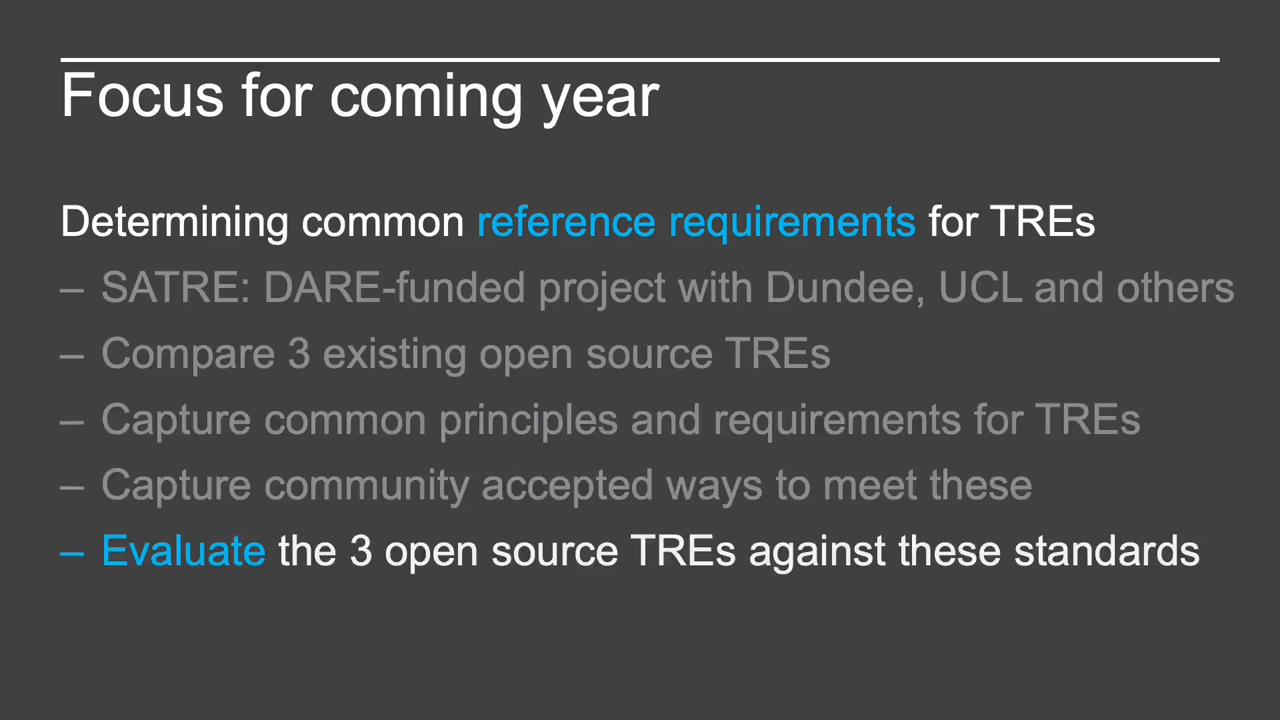 Focus for coming year
Determining common reference requirements for TREs
– SATRE: DARE-funded project with Dundee, UCL and others
– Compare 3 existing open source TREs
– Capture common principles and requirements for TREs
– Capture community accepted ways to meet these
– Evaluate the 3 open source TREs against these standards